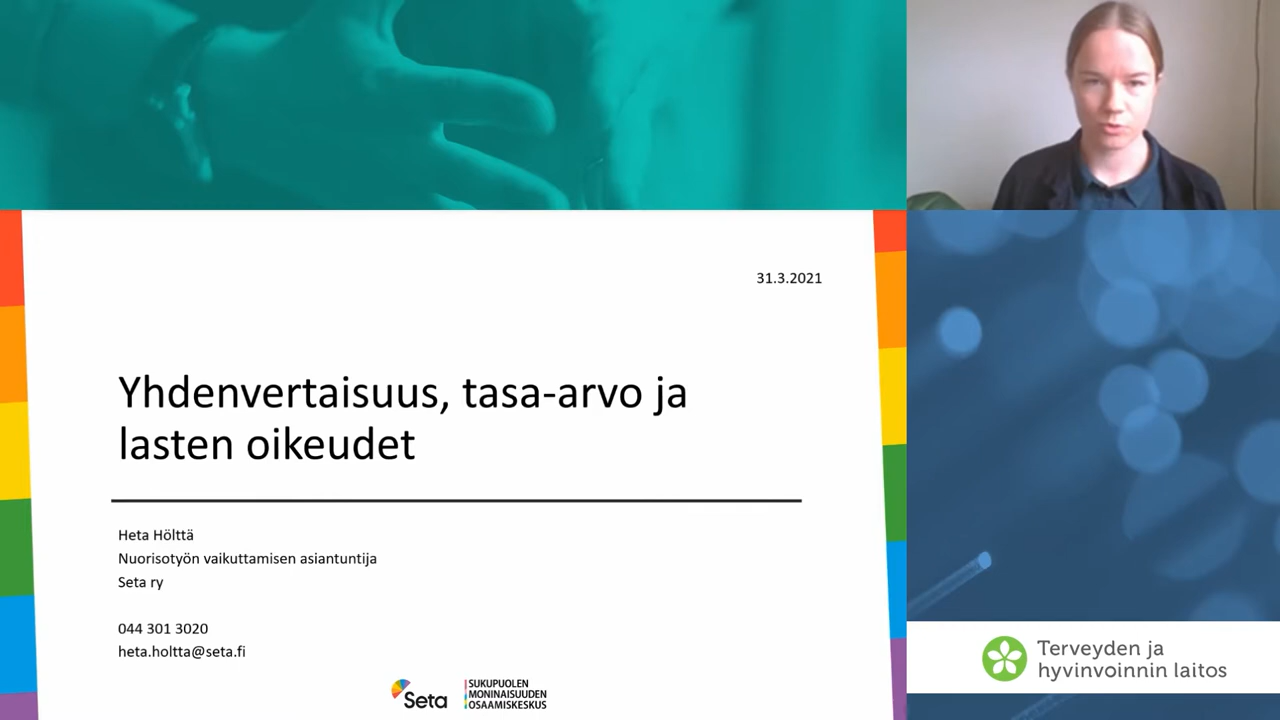 31.3.2021
Yhdenvertaisuus, tasa-arvo ja
lasten oikeudet
Heta Hölttä
Nuorisotyön vaikuttamisen asiantuntija
Seta ry
044 301 3020
heta.holtta@seta.fi
Seta
SUKUPUOLEN
MONINAISUUDEN
OSAAMISKESKUS
Terveyden ja
hyvinvoinnin laitos